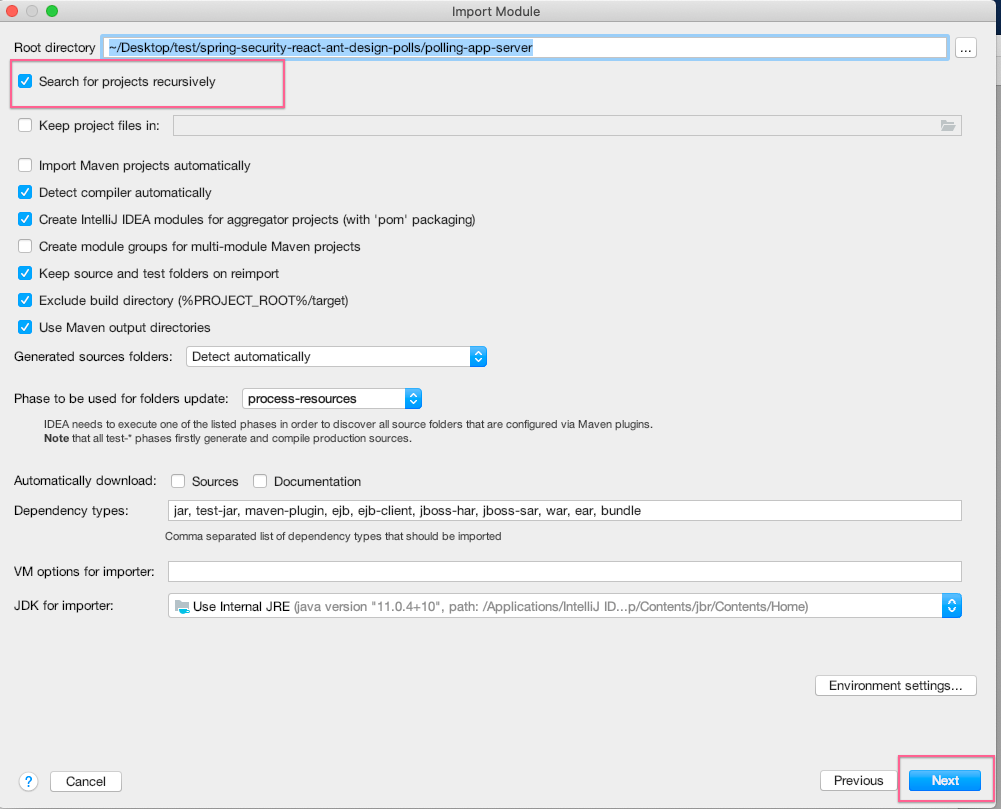 Import Module
Root directory ~/Desktop/test/spring-security-react-ant-design-polls/polling-app-server ...
Search for projects recursively
Keep project files in:
Import Maven projects automatically
Detect compiler automatically
Create IntelliJ IDEA modules for aggregator projects (with 'pom' packaging)
Create module groups for multi-module Maven projects
Keep source and test folders on reimport
Exclude build directory (%PROJECT_ROOT%/target)
Use Maven output directories
Generated sources folders: Detect automatically
Phase to be used for folders update: process-resources
IDEA needs to execute one of the listed phases in order to discover all source folders that are configured via Maven plugins.
Note that all test-* phases firstly generate and compile production sources.
Automatically download: Sources Documentation
Dependency types: jar, test-jar, maven-plugin, ejb, ejb-client, jboss-har, jboss-sar, war, ear, bundle
Comma separated list of dependency types that should be imported
VM options for importer:
JDK for importer: Use Internal JRE (java version "11.0.4+10", path: /Applications/IntelliJ ID...p/Contents/jbr/Contents/Home)
Environment settings...
? Cancel Previous Next